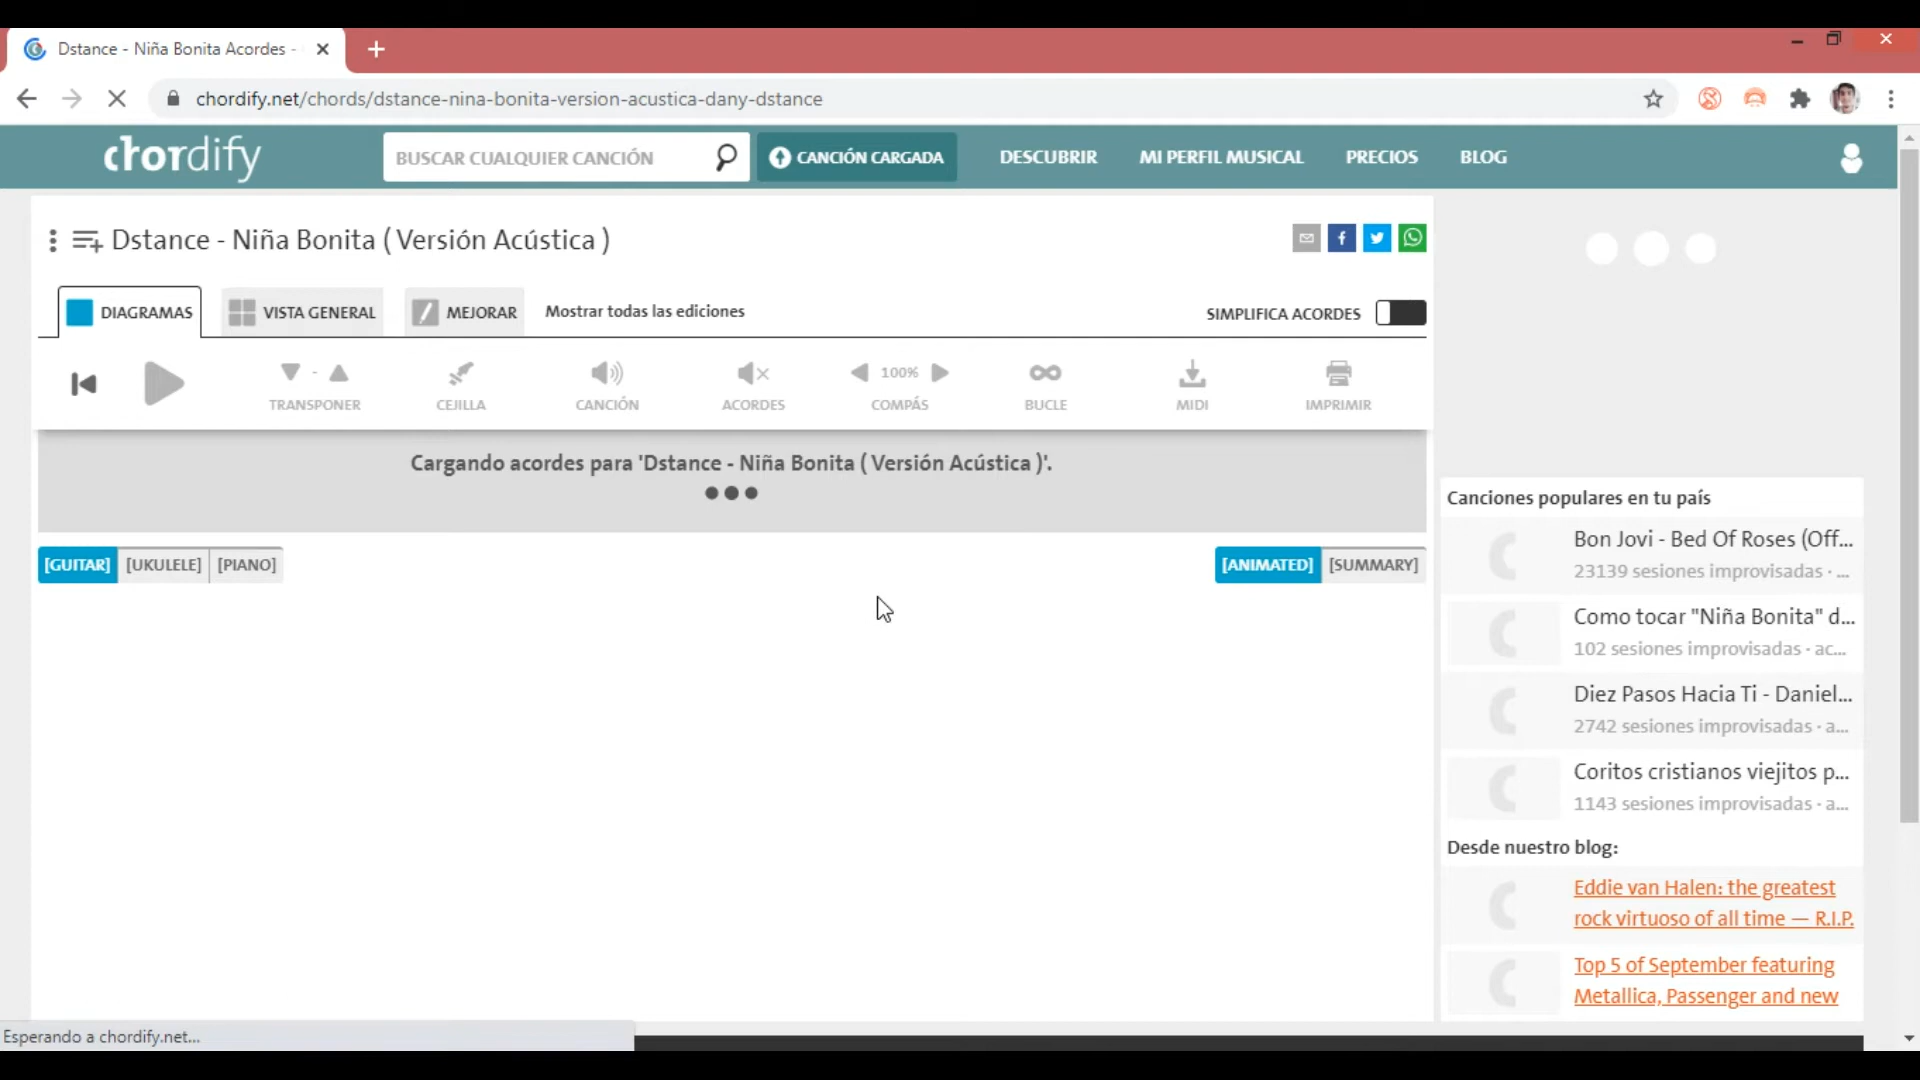 Dstance - Niña Bonita Acordes -
chordify.net/chords/dstance-nina-bonita-version-acustica-dany-dstance
chordify
BUSCAR CUALQUIER CANCIÓN
CANCIÓN CARGADA
DESCUBRIR
MI PERFIL MUSICAL
PRECIOS
BLOG
Dstance - Niña Bonita ( Versión Acústica )
DIAGRAMAS
VISTA GENERAL
MEJORAR
Mostrar todas las ediciones
SIMPLIFICA ACORDES
-
100%
TRANSPONER
CEJILLA
CANCIÓN
ACORDES
COMPÁS
BUCLE
MIDI
IMPRIMIR
Cargando acordes para 'Dstance - Niña Bonita ( Versión Acústica )'.
[GUITAR]
[UKULELE]
[PIANO]
[ANIMATED]
[SUMMARY]
Canciones populares en tu país
Bon Jovi - Bed Of Roses (Off...
23139 sesiones improvisadas · ...
Como tocar "Niña Bonita" d...
102 sesiones improvisadas · ac...
Diez Pasos Hacia Ti - Daniel...
2742 sesiones improvisadas · a...
Coritos cristianos viejitos p...
1143 sesiones improvisadas · a...
Desde nuestro blog:
Eddie van Halen: the greatest
rock virtuoso of all time — R.I.P.
Top 5 of September featuring
Metallica, Passenger and new
Esperando a chordify.net...